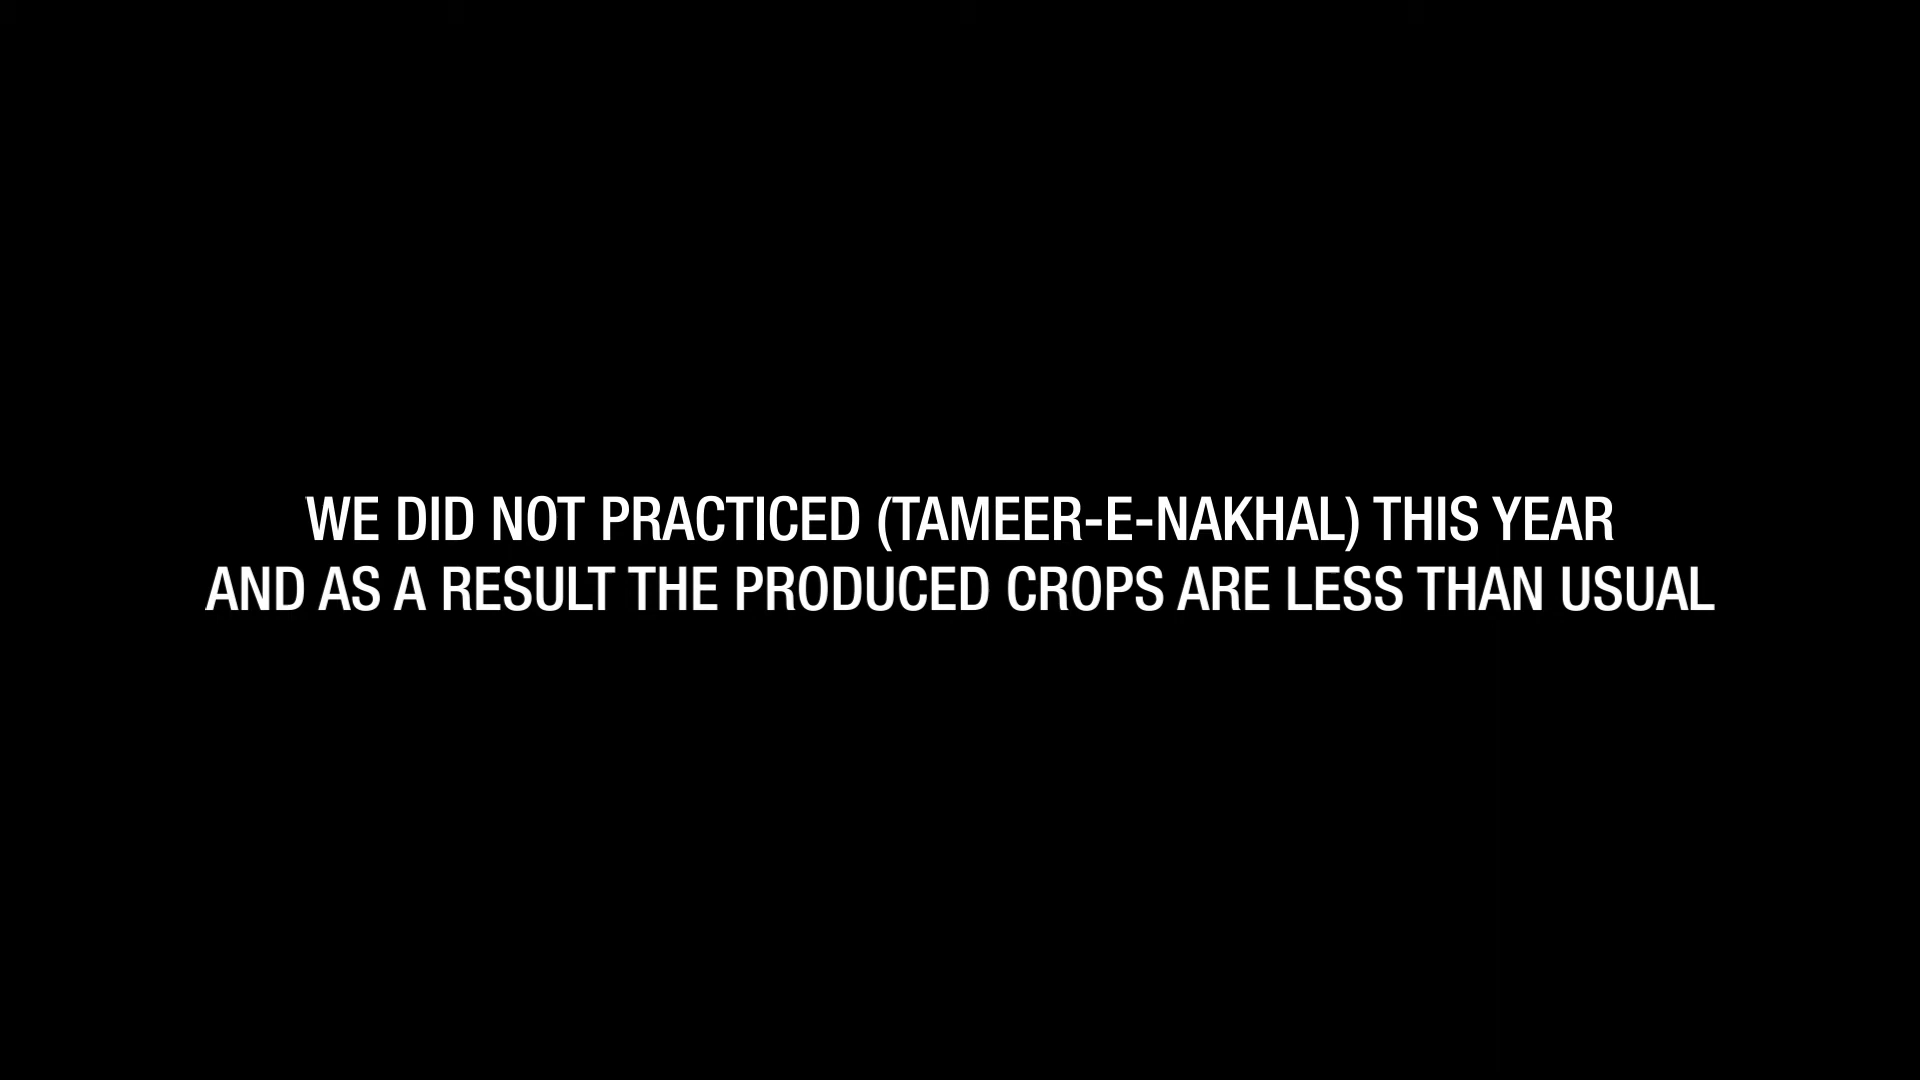 WE DID NOT PRACTICED (TAMEER-E-NAKHAL) THIS YEAR
AND AS A RESULT THE PRODUCED CROPS ARE LESS THAN USUAL